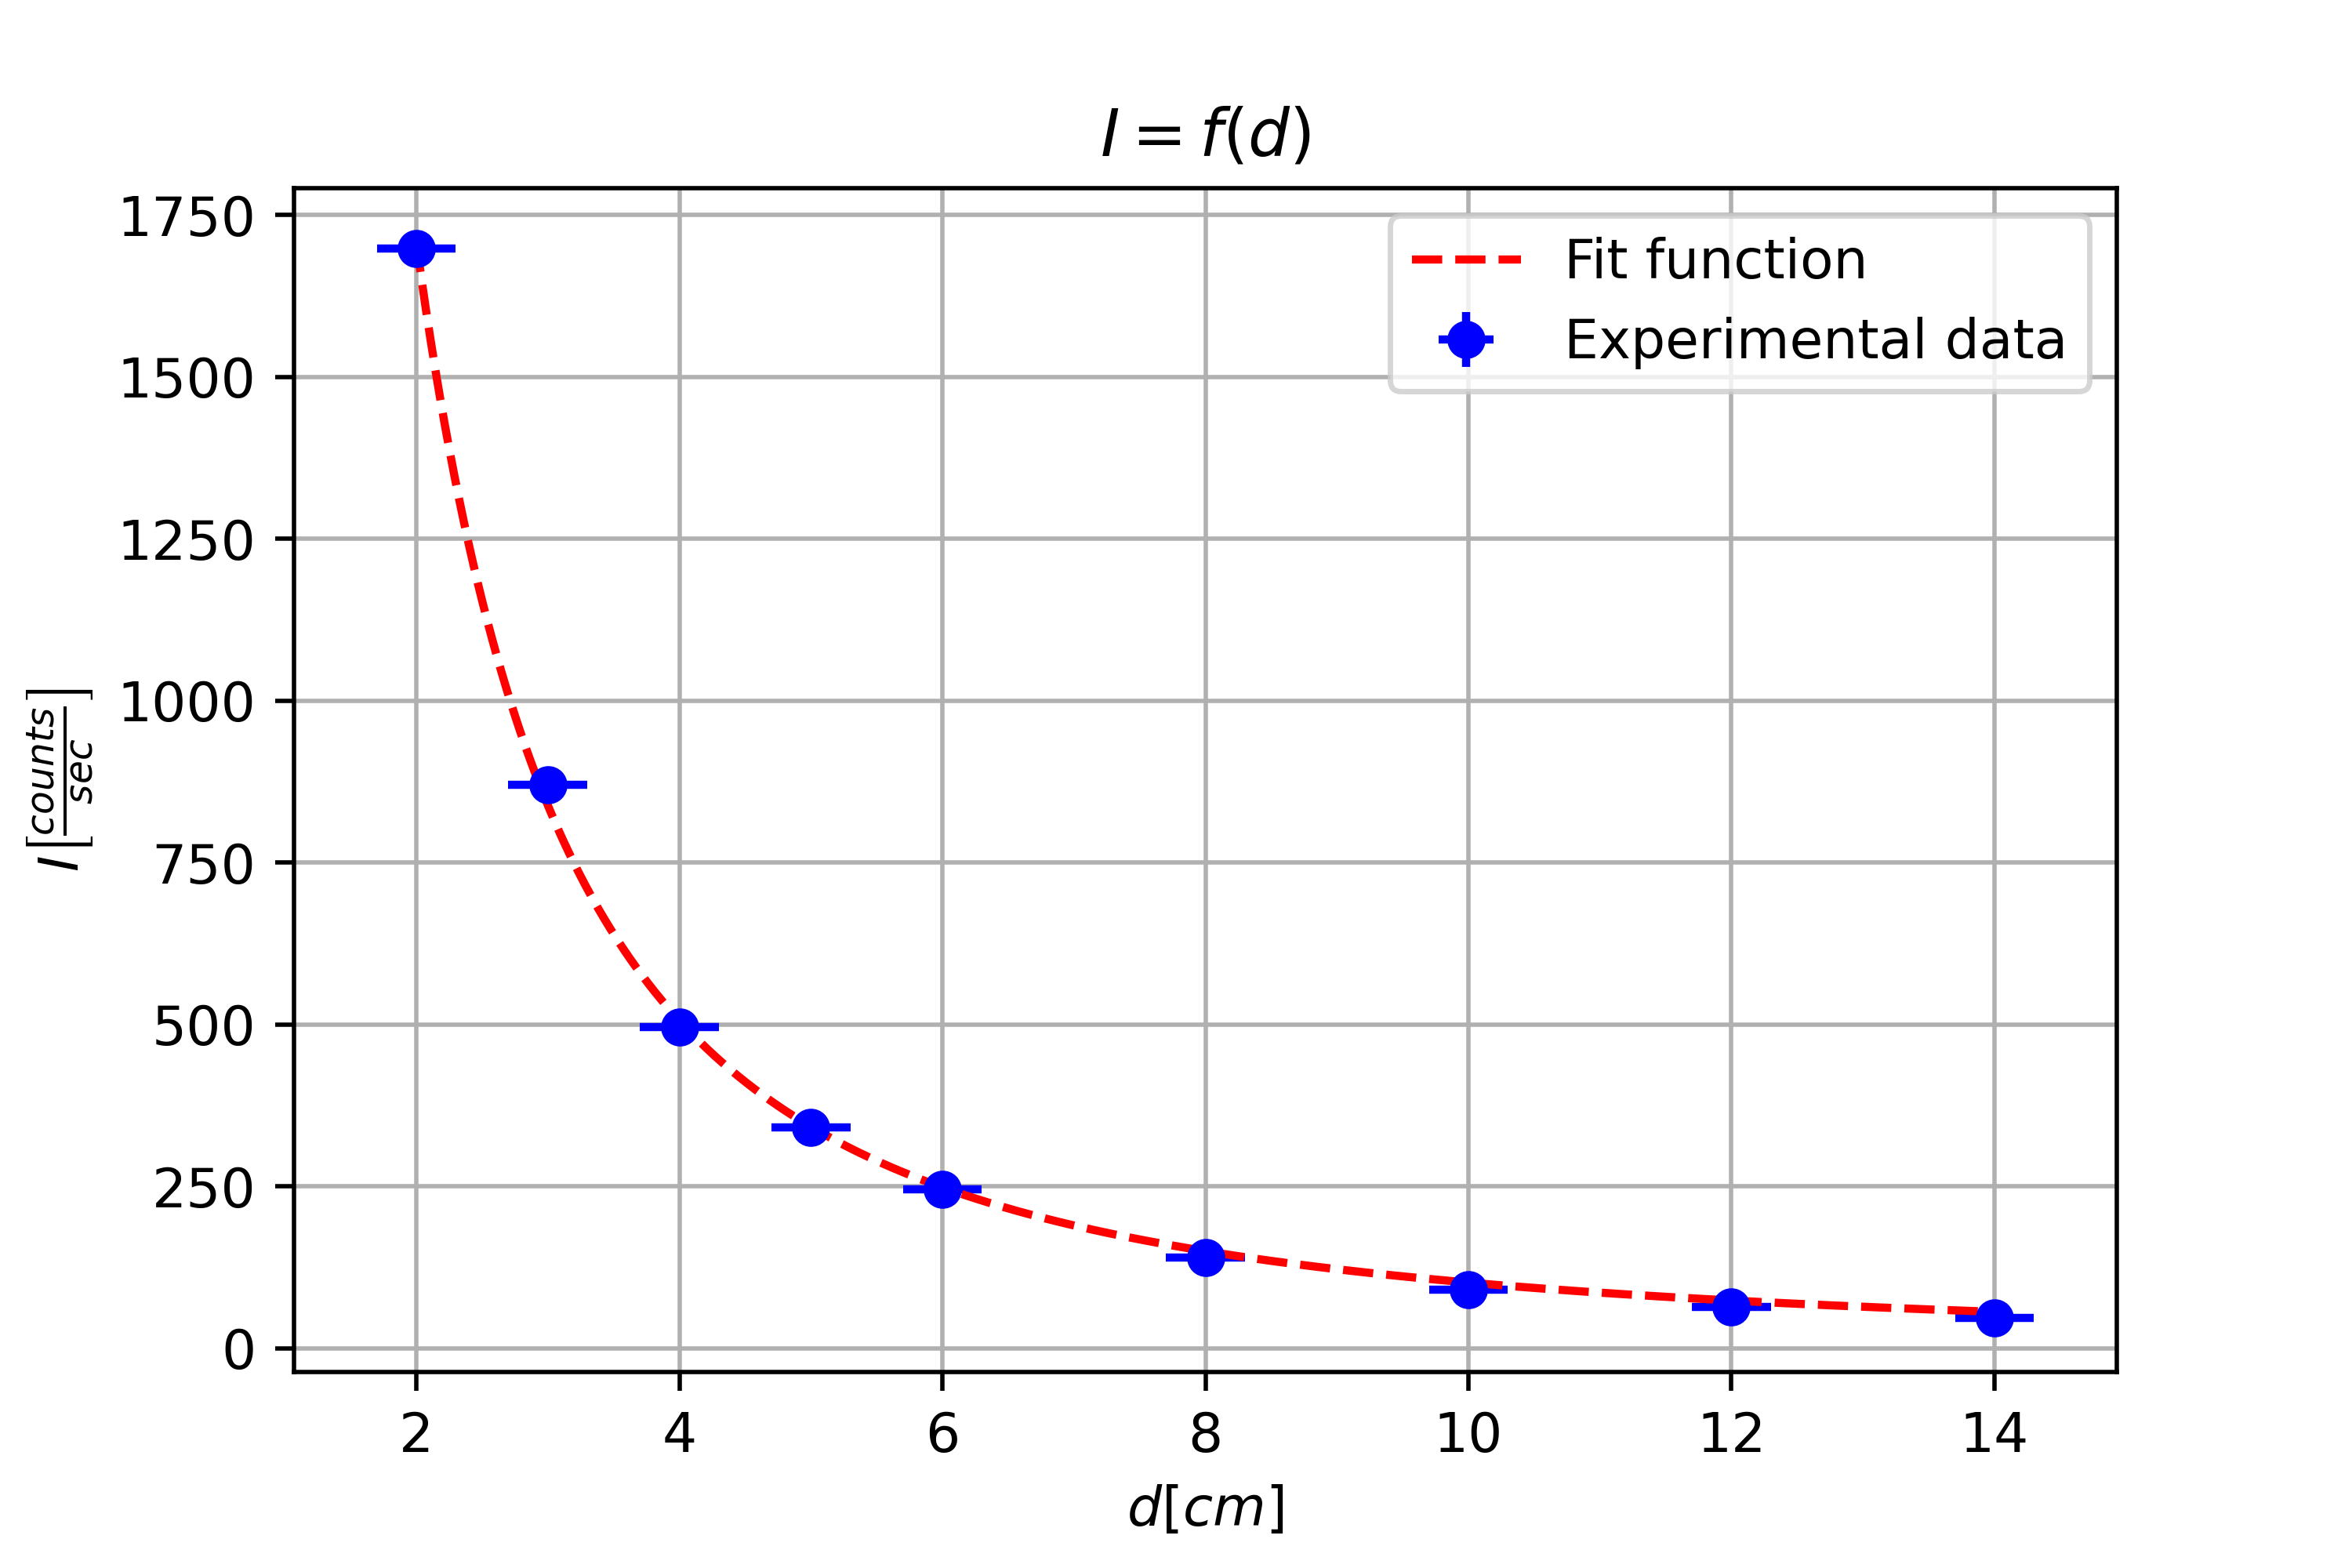 I = f(d)
1750
1500
1250
1000
750
500
250
0
I[counts/sec]
Fit function
Experimental data
2 4 6 8 10 12 14
d[cm]